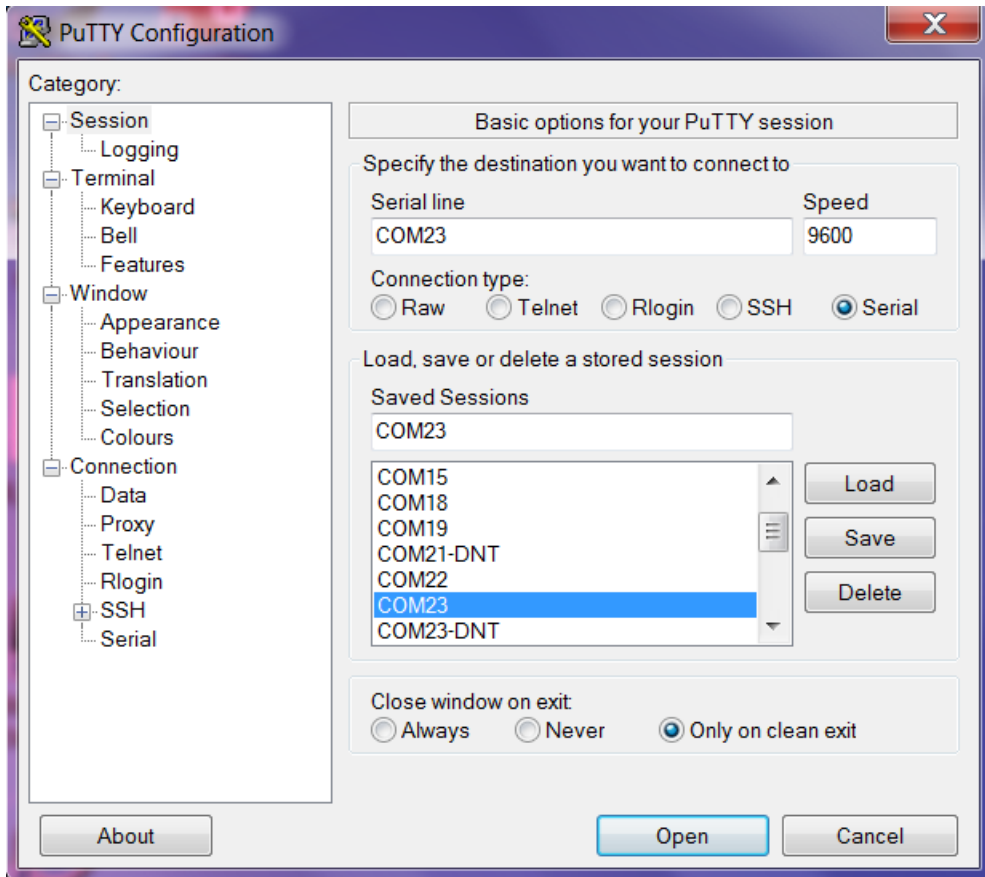 PuTTY Configuration
Category:
Session
Logging
Terminal
Keyboard
Bell
Features
Window
Appearance
Behaviour
Translation
Selection
Colours
Connection
Data
Proxy
Telnet
Rlogin
SSH
Serial
Basic options for your PuTTY session
Specify the destination you want to connect to
Serial line Speed
COM23 9600
Connection type:
Raw Telnet Rlogin SSH Serial
Load, save or delete a stored session
Saved Sessions
COM23
COM15
COM18
COM19
COM21-DNT
COM22
COM23
COM23-DNT
Load
Save
Delete
Close window on exit:
Always Never Only on clean exit
About Open Cancel